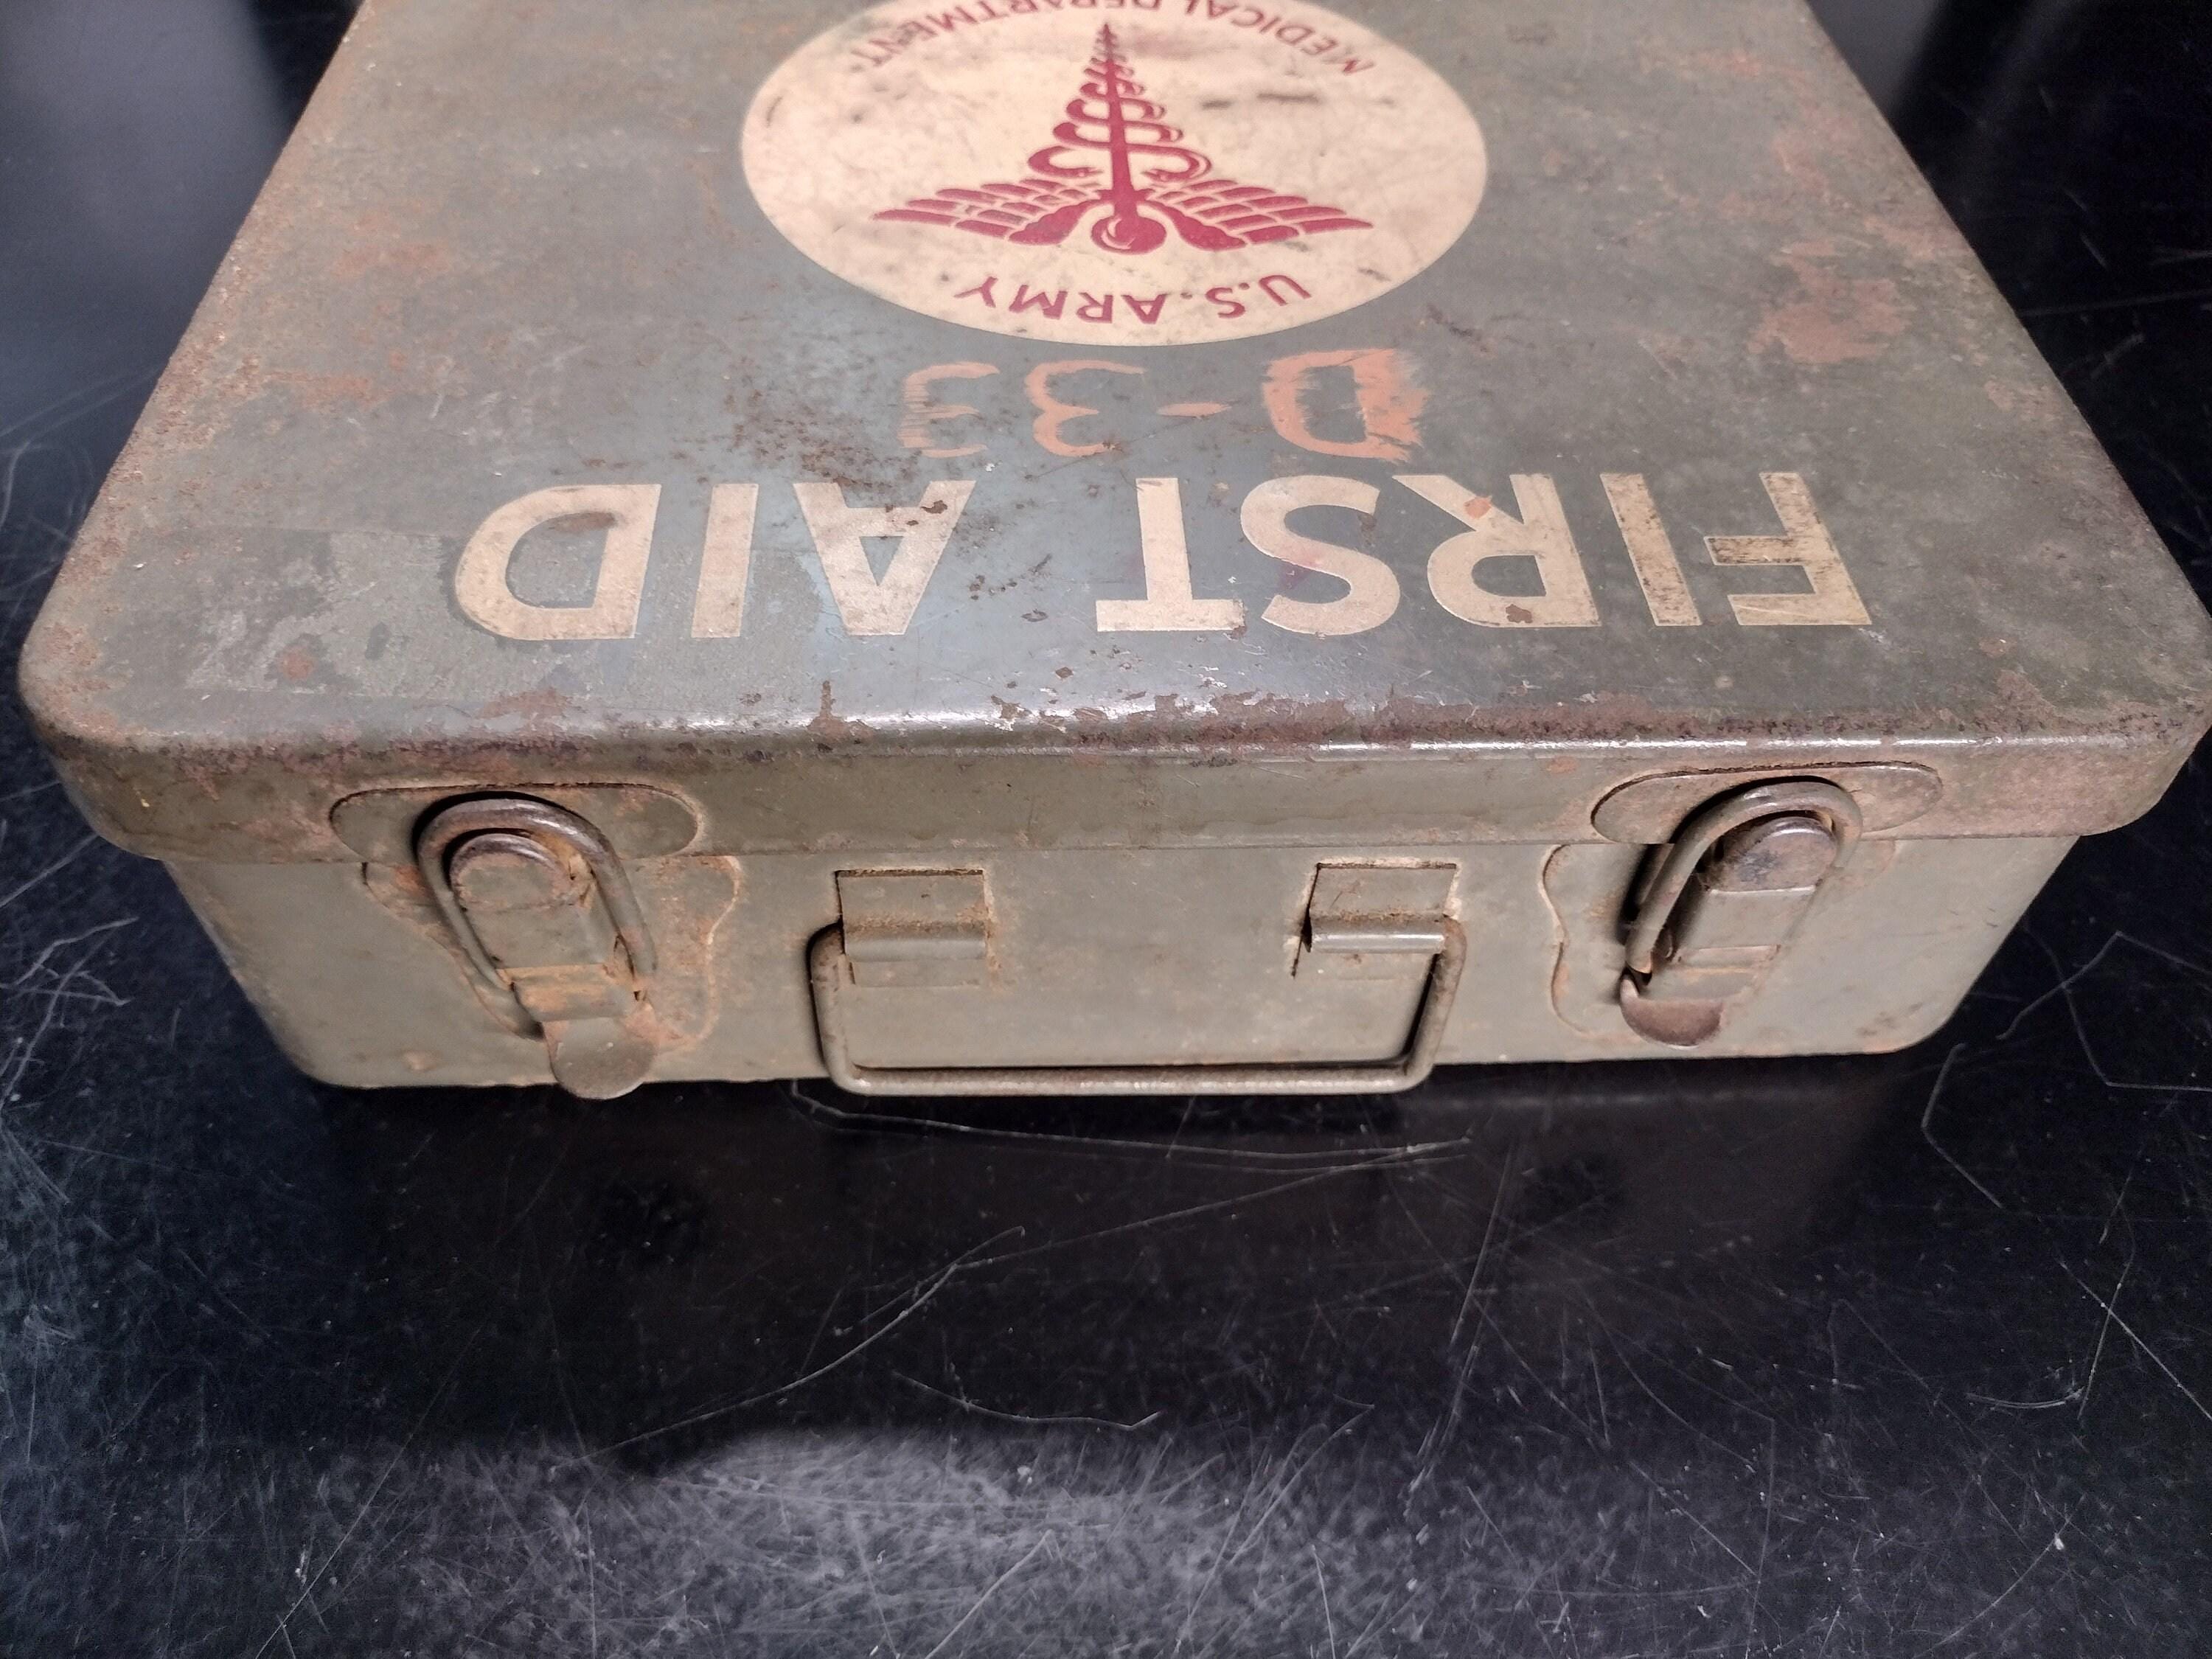 FIRST AID
D-33
U.S. ARMY
MEDICAL DEPARTMENT